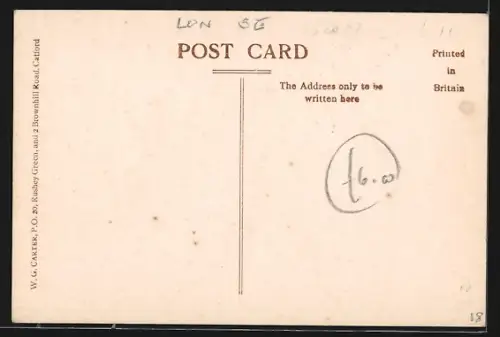 LON SE
POST CARD
Printed
in
Britain
The Address only to be
written here
W. G. CARTER, P.O. 20, Rushey Green, and 2 Brownhill Road, Catford
£6.00
18